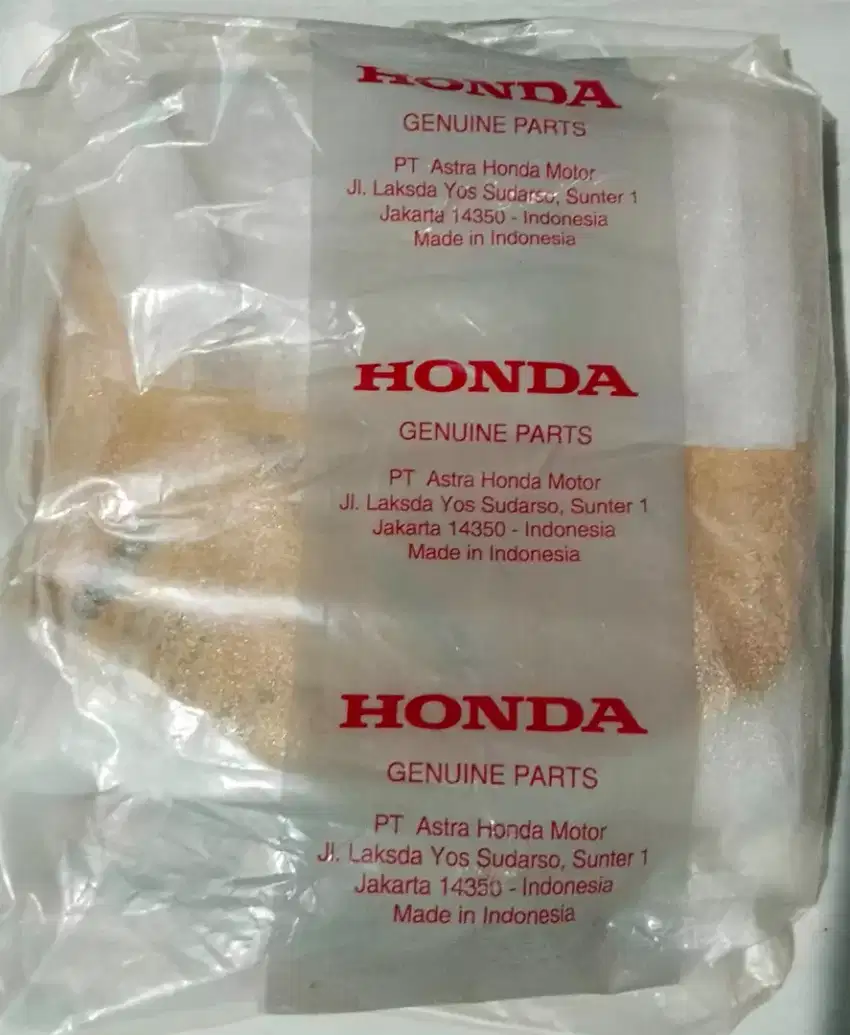 HONDA
GENUINE PARTS
PT Astra Honda Motor
Jl. Laksda Yos Sudarso, Sunter 1
Jakarta 14350 - Indonesia
Made in Indonesia
HONDA
GENUINE PARTS
PT Astra Honda Motor
Jl. Laksda Yos Sudarso, Sunter 1
Jakarta 14350 - Indonesia
Made in Indonesia
HONDA
GENUINE PARTS
PT Astra Honda Motor
Jl. Laksda Yos Sudarso, Sunter 1
Jakarta 14350 - Indonesia
Made in Indonesia